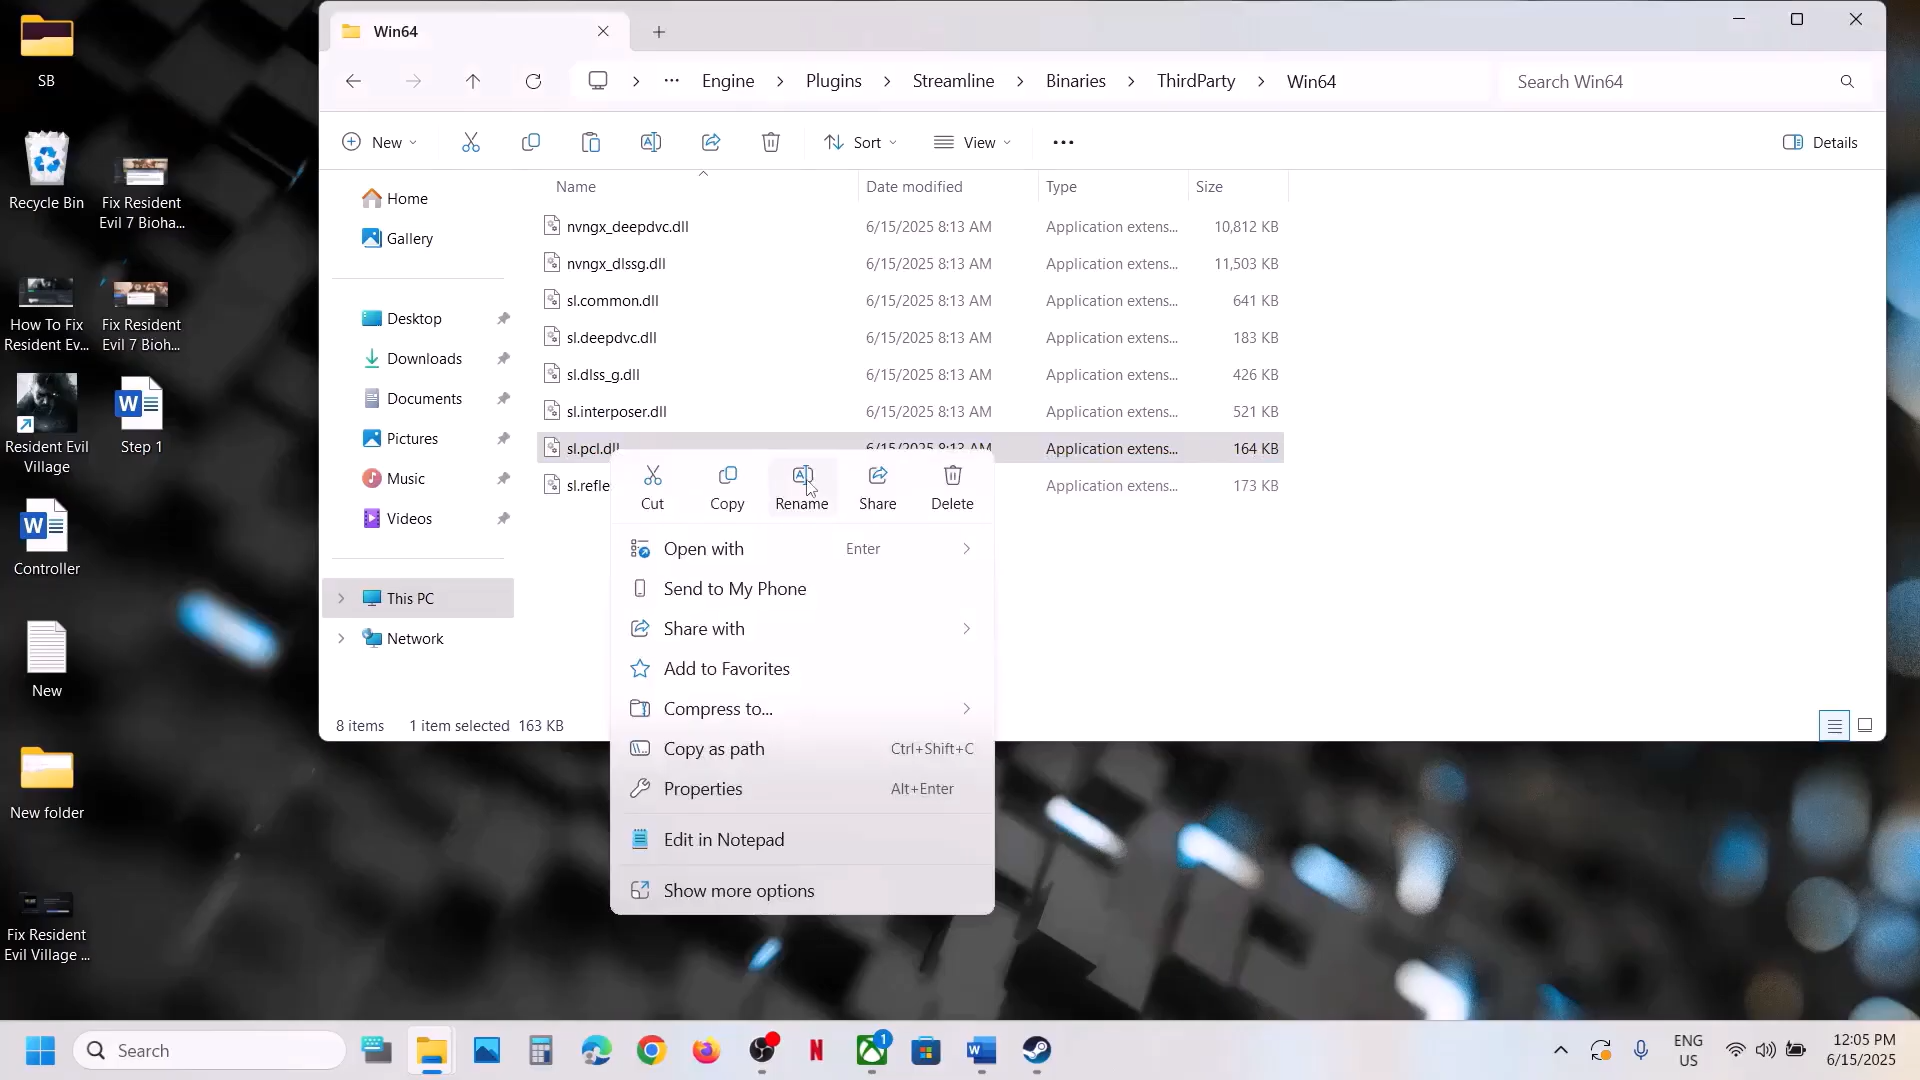 SB
Recycle Bin
Fix Resident
Evil 7 Bioha...
How To Fix
Resident Ev...
Fix Resident
Evil 7 Bioh...
Resident Evil
Village
Step 1
Controller
New
New folder
Fix Resident
Evil Village ...
Win64
Engine
Plugins
Streamline
Binaries
ThirdParty
Win64
Search Win64
New
Sort
View
Details
Home
Gallery
Desktop
Downloads
Documents
Pictures
Music
Videos
This PC
Network
Name Date modified Type Size
nvngx_deepdvc.dll 6/15/2025 8:13 AM Application extens... 10,812 KB
nvngx_dlssg.dll 6/15/2025 8:13 AM Application extens... 11,503 KB
sl.common.dll 6/15/2025 8:13 AM Application extens... 641 KB
sl.deepdvc.dll 6/15/2025 8:13 AM Application extens... 183 KB
sl.dlss_g.dll 6/15/2025 8:13 AM Application extens... 426 KB
sl.interposer.dll 6/15/2025 8:13 AM Application extens... 521 KB
sl.pcl.dll 6/15/2025 8:13 AM Application extens... 164 KB
sl.refle Application extens... 173 KB
Cut Copy Rename Share Delete
Open with Enter
Send to My Phone
Share with
Add to Favorites
Compress to...
Copy as path Ctrl+Shift+C
Properties Alt+Enter
Edit in Notepad
Show more options
8 items 1 item selected 163 KB
Search
1
ENG
US
12:05 PM
6/15/2025